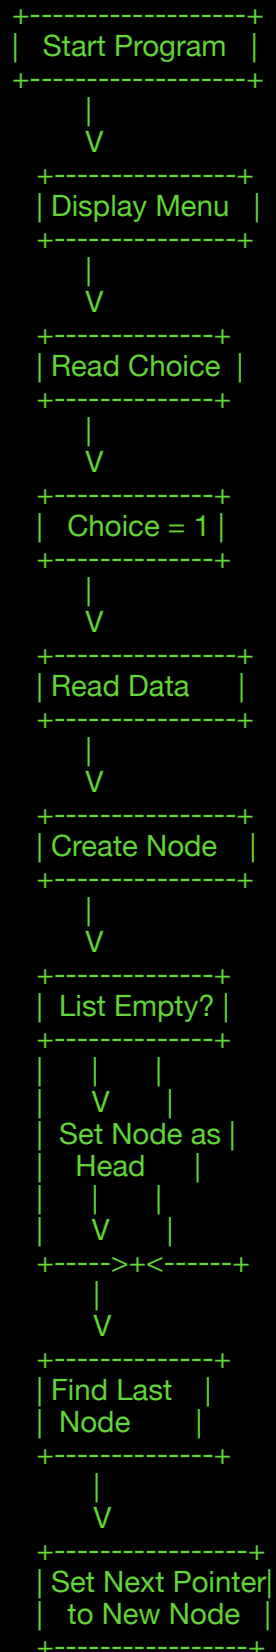 +-------------------+
|   Start Program   |
+-------------------+
|
V
+----------------+
| Display Menu   |
+----------------+
|
V
+--------------+
| Read Choice  |
+--------------+
|
V
+--------------+
|   Choice = 1 |
+--------------+
|
V
+----------------+
| Read Data      |
+----------------+
|
V
+----------------+
| Create Node    |
+----------------+
|
V
+--------------+
|  List Empty? |
+--------------+
|      |      |
|      V      |
|  Set Node as |
|    Head      |
|      |      |
|      V      |
+----->+<------+
|
V
+--------------+
| Find Last    |
|  Node        |
+--------------+
|
V
+-----------------+
| Set Next Pointer|
|   to New Node   |
+-----------------+